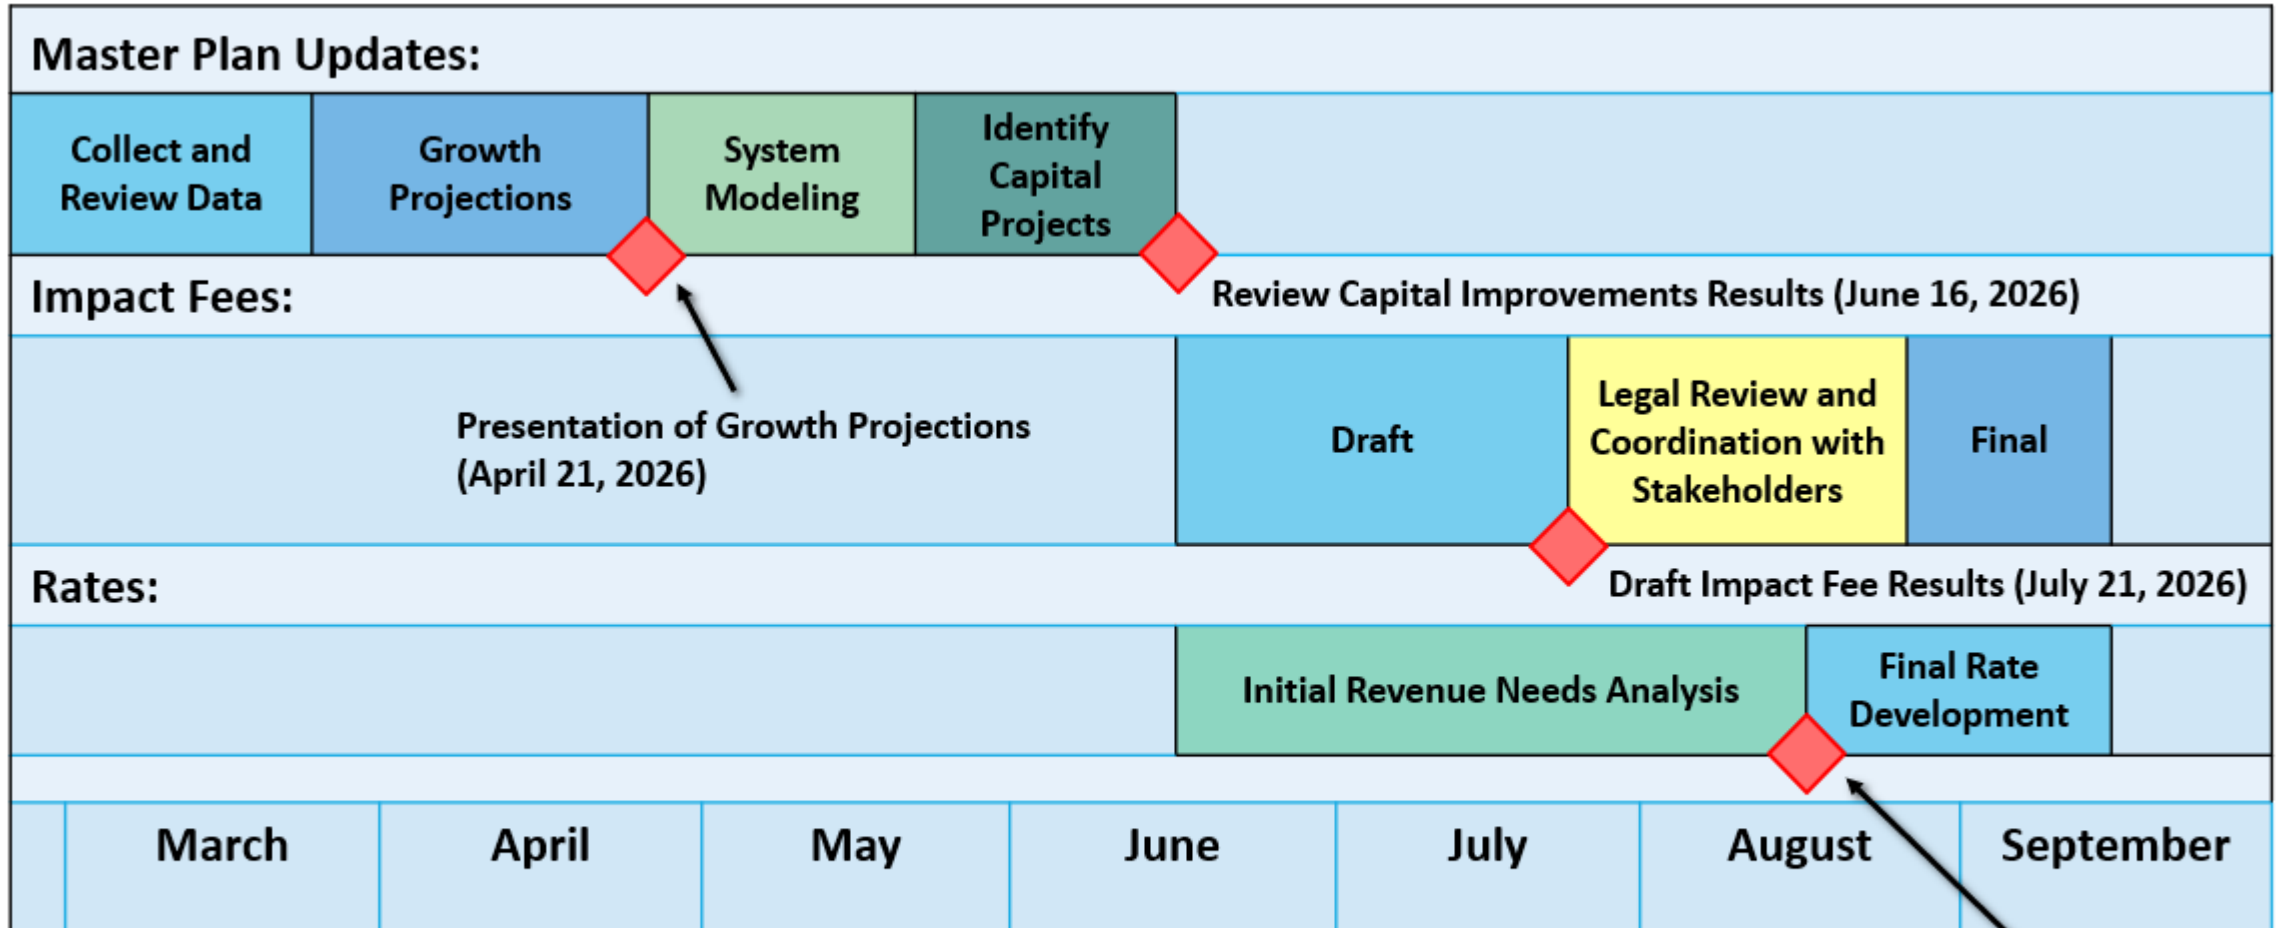 Master Plan Updates:
Collect and
Review Data
Growth
Projections
System
Modeling
Identify
Capital
Projects
Impact Fees:
Review Capital Improvements Results (June 16, 2026)
Presentation of Growth Projections
(April 21, 2026)
Draft
Legal Review and
Coordination with
Stakeholders
Final
Rates:
Draft Impact Fee Results (July 21, 2026)
Initial Revenue Needs Analysis
Final Rate
Development
March
April
May
June
July
August
September